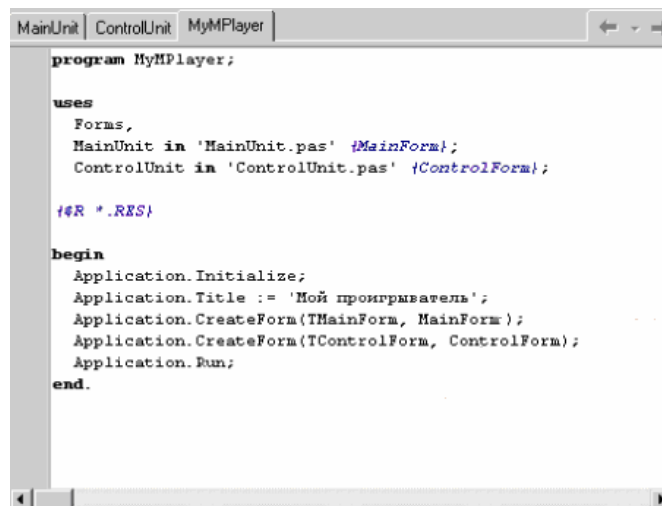 MainUnit ControlUnit MyMPlayer
program MyMPlayer;
uses
Forms,
MainUnit in 'MainUnit.pas' {MainForm};
ControlUnit in 'ControlUnit.pas' {ControlForm};
{$R *.RES}
begin
Application.Initialize;
Application.Title := 'Мой проигрыватель';
Application.CreateForm(TMainForm, MainForm);
Application.CreateForm(TControlForm, ControlForm);
Application.Run;
end.